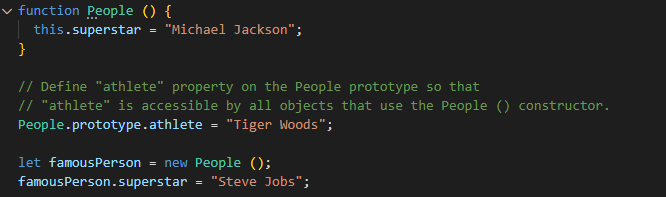 function People () {
this.superstar = "Michael Jackson";
}
// Define "athlete" property on the People prototype so that
// "athlete" is accessible by all objects that use the People () constructor.
People.prototype.athlete = "Tiger Woods";
let famousPerson = new People ();
famousPerson.superstar = "Steve Jobs";